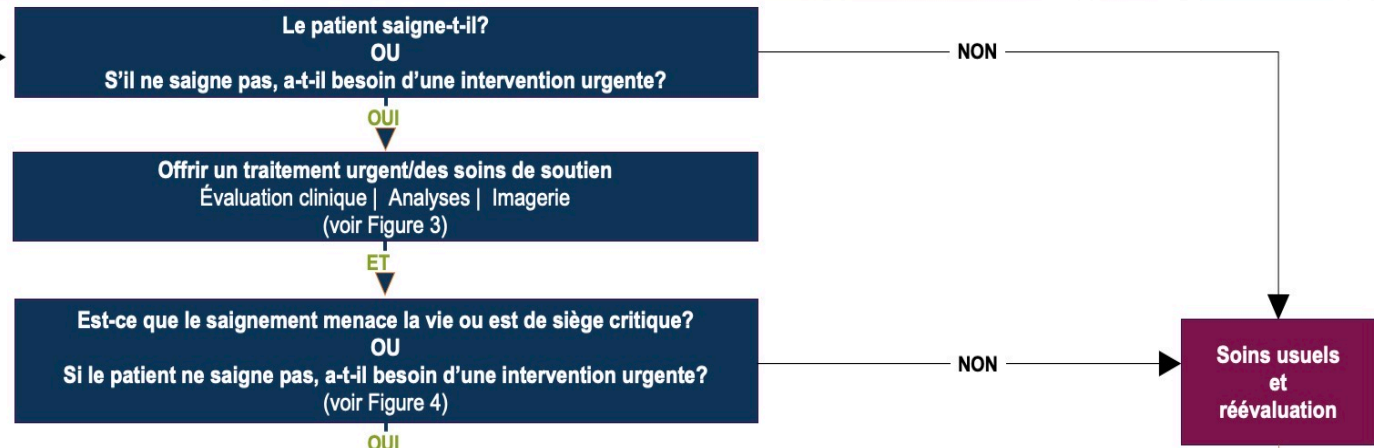 Le patient saigne-t-il?
OU
S'il ne saigne pas, a-t-il besoin d'une intervention urgente?
NON
OUI
Offrir un traitement urgent/des soins de soutien
Évaluation clinique | Analyses | Imagerie
(voir Figure 3)
ET
Est-ce que le saignement menace la vie ou est de siège critique?
OU
Si le patient ne saigne pas, a-t-il besoin d'une intervention urgente?
(voir Figure 4)
NON
Soins usuels
et
réévaluation
OUI